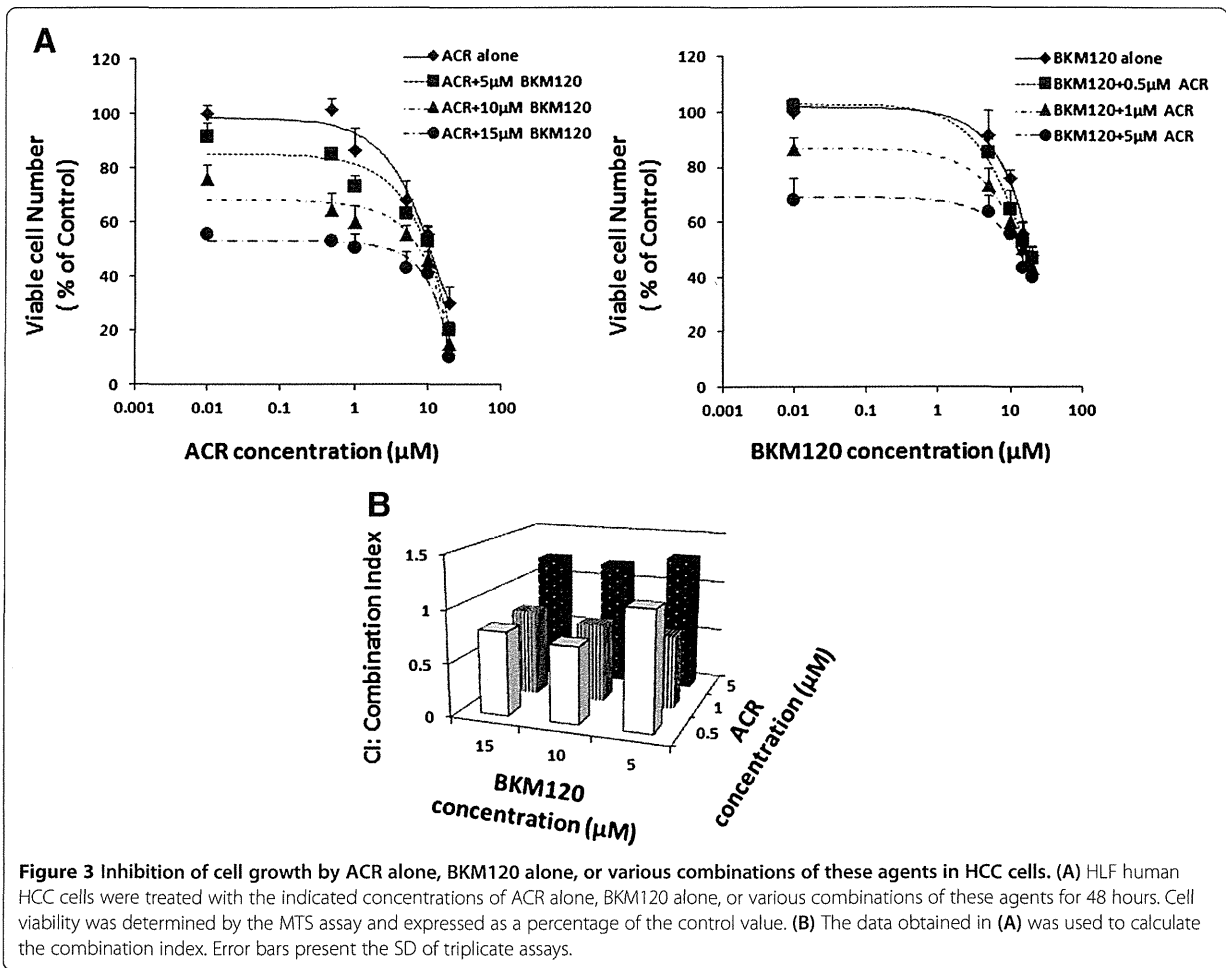 A
120
100
80
60
40
20
0
0.001
0.01
0.1
1
10
100
Viable cell Number
( % of Control)
ACR concentration (µM)
ACR alone
ACR+5µM BKM120
ACR+10µM BKM120
ACR+15µM BKM120
120
100
80
60
40
20
0
0.001
0.01
0.1
1
10
100
Viable cell Number
( % of Control)
BKM120 concentration (µM)
BKM120 alone
BKM120+0.5µM ACR
BKM120+1µM ACR
BKM120+5µM ACR
B
CI: Combination Index
1.5
1
0.5
0
15
10
5
BKM120
concentration (µM)
5
1
0.5
ACR
concentration (µM)
Figure 3 Inhibition of cell growth by ACR alone, BKM120 alone, or various combinations of these agents in HCC cells. (A) HLF human
HCC cells were treated with the indicated concentrations of ACR alone, BKM120 alone, or various combinations of these agents for 48 hours. Cell
viability was determined by the MTS assay and expressed as a percentage of the control value. (B) The data obtained in (A) was used to calculate
the combination index. Error bars present the SD of triplicate assays.